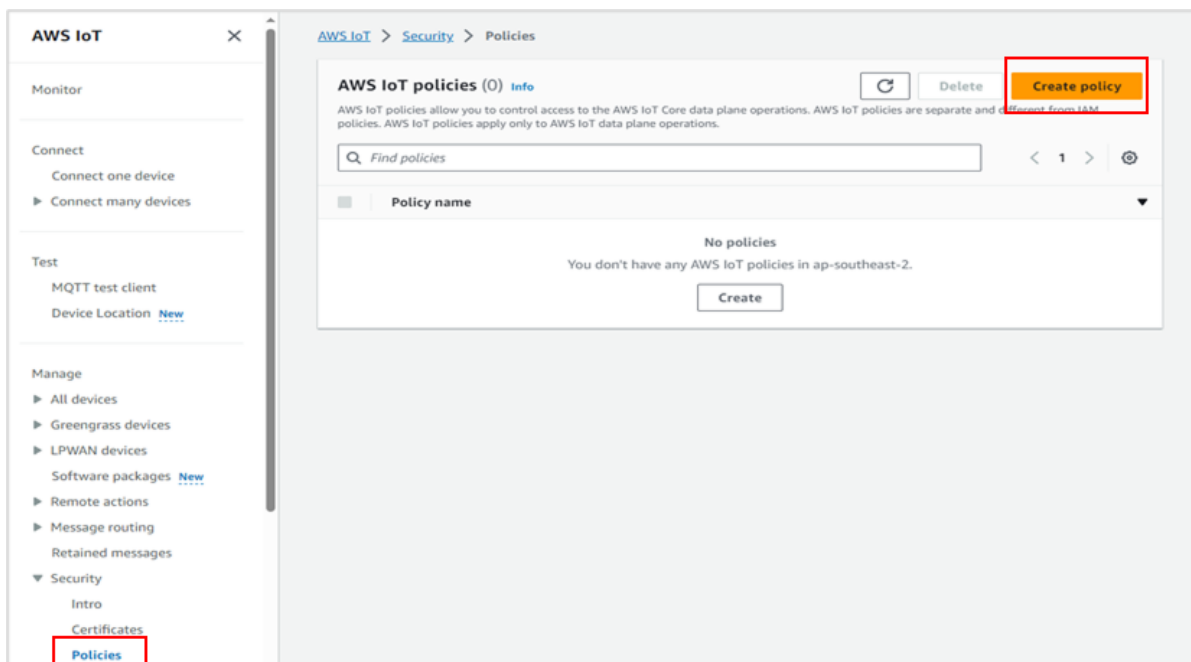 AWS IoT
Monitor
Connect
Connect one device
Connect many devices
Test
MQTT test client
Device Location New
Manage
All devices
Greengrass devices
LPWAN devices
Software packages New
Remote actions
Message routing
Retained messages
Security
Intro
Certificates
Policies
AWS IoT > Security > Policies
AWS IoT policies (0) Info
Delete
Create policy
AWS IoT policies allow you to control access to the AWS IoT Core data plane operations. AWS IoT policies are separate and different from IAM
policies. AWS IoT policies apply only to AWS IoT data plane operations.
Find policies
< 1 >
Policy name
No policies
You don't have any AWS IoT policies in ap-southeast-2.
Create